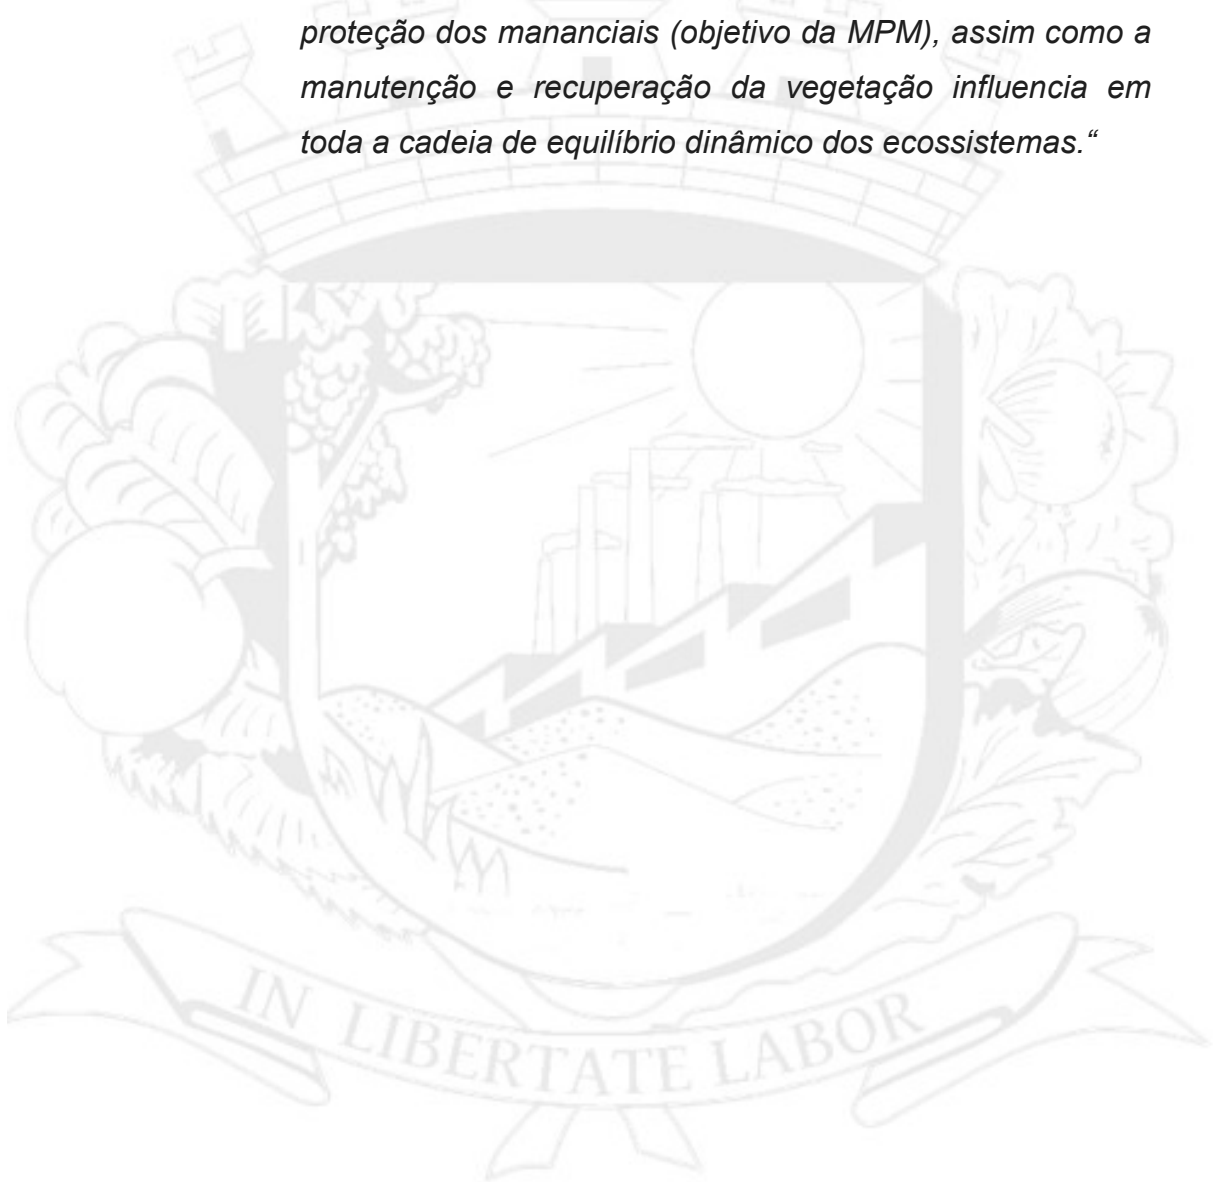 proteção dos mananciais (objetivo da MPM), assim como a
manutenção e recuperação da vegetação influencia em
toda a cadeia de equilíbrio dinâmico dos ecossistemas.“
IN LIBERTATE LABOR